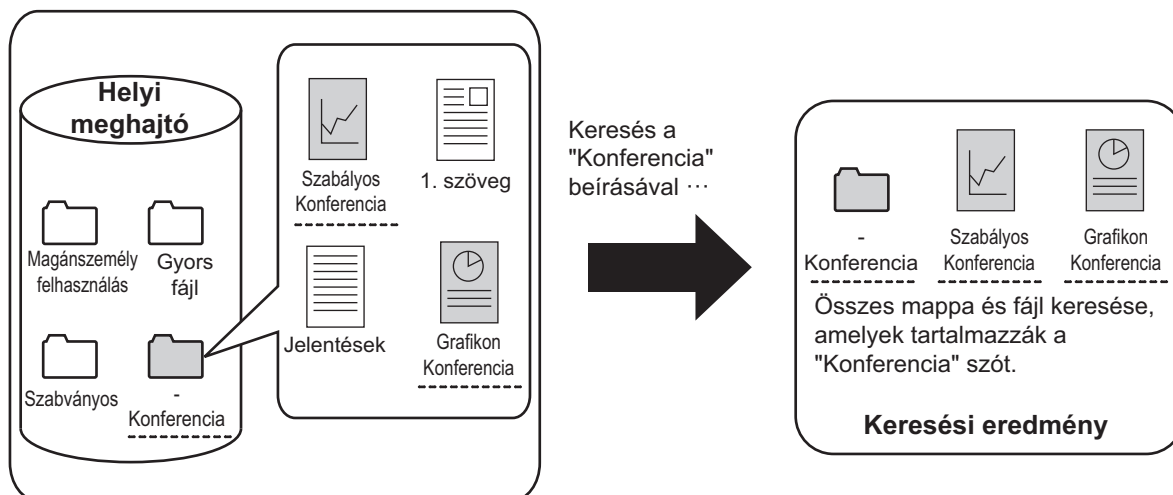 Helyi
meghajtó
Magánszemély
felhasználás
Gyors
fájl
Szabványos
-
Konferencia
Szabályos
Konferencia
1. szöveg
Jelentések
Grafikon
Konferencia
Keresés a
"Konferencia"
beírásával ···
-
Konferencia
Szabályos
Konferencia
Grafikon
Konferencia
Összes mappa és fájl keresése,
amelyek tartalmazzák a
"Konferencia" szót.
Keresési eredmény